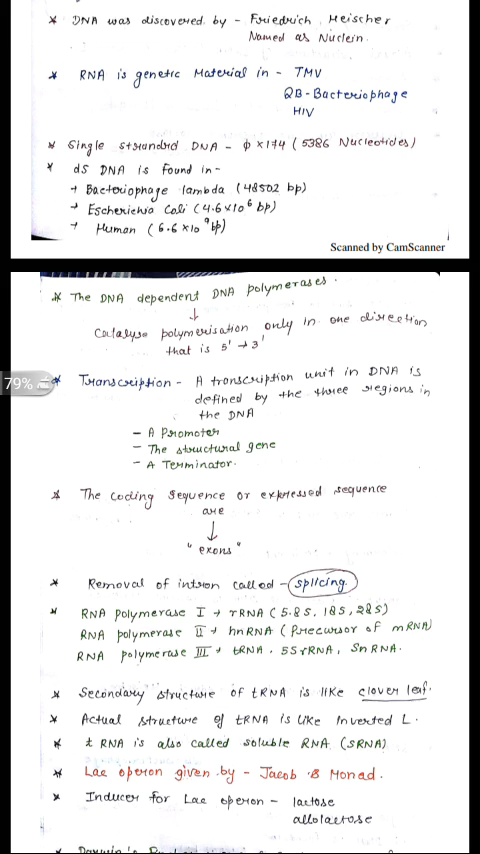 * DNA was discovered by - Friedrich Meischer
Named as Nuclein.
* RNA is genetic Material in - TMV
QB - Bacteriophage
HIV
* Single strandrd DNA - φ x 174 ( 5386 Nucleotides)
* ds DNA is found in -
→ Bacteriophage lambda (48502 bp)
→ Escherichia Coli (4.6 x 10⁶ bp)
→ Human ( 6.6 x 10⁹ bp)
Scanned by CamScanner
* The DNA dependent DNA polymerases.
↓
Catalyse polymerisation only in one direction
that is 5' → 3'
79%
* Transcription - A transcription unit in DNA is
defined by the three regions in
the DNA
- A Promoter
- The structural gene
- A Terminator.
* The coding Sequence or expressed sequence
are
↓
"exons"
* Removal of intron called - splicing.
* RNA polymerase I → rRNA ( 5.8S, 18S, 28S)
RNA polymerase II → hnRNA ( Precursor of mRNA)
RNA polymerase III → tRNA, 5SrRNA, SnRNA.
* Secondary structure of tRNA is like clover leaf.
* Actual structure of tRNA is like Inverted L.
* tRNA is also called soluble RNA (SRNA)
* Lac operon given by - Jacob & Monad.
* Inducer for Lac operon - lactose
allolactose